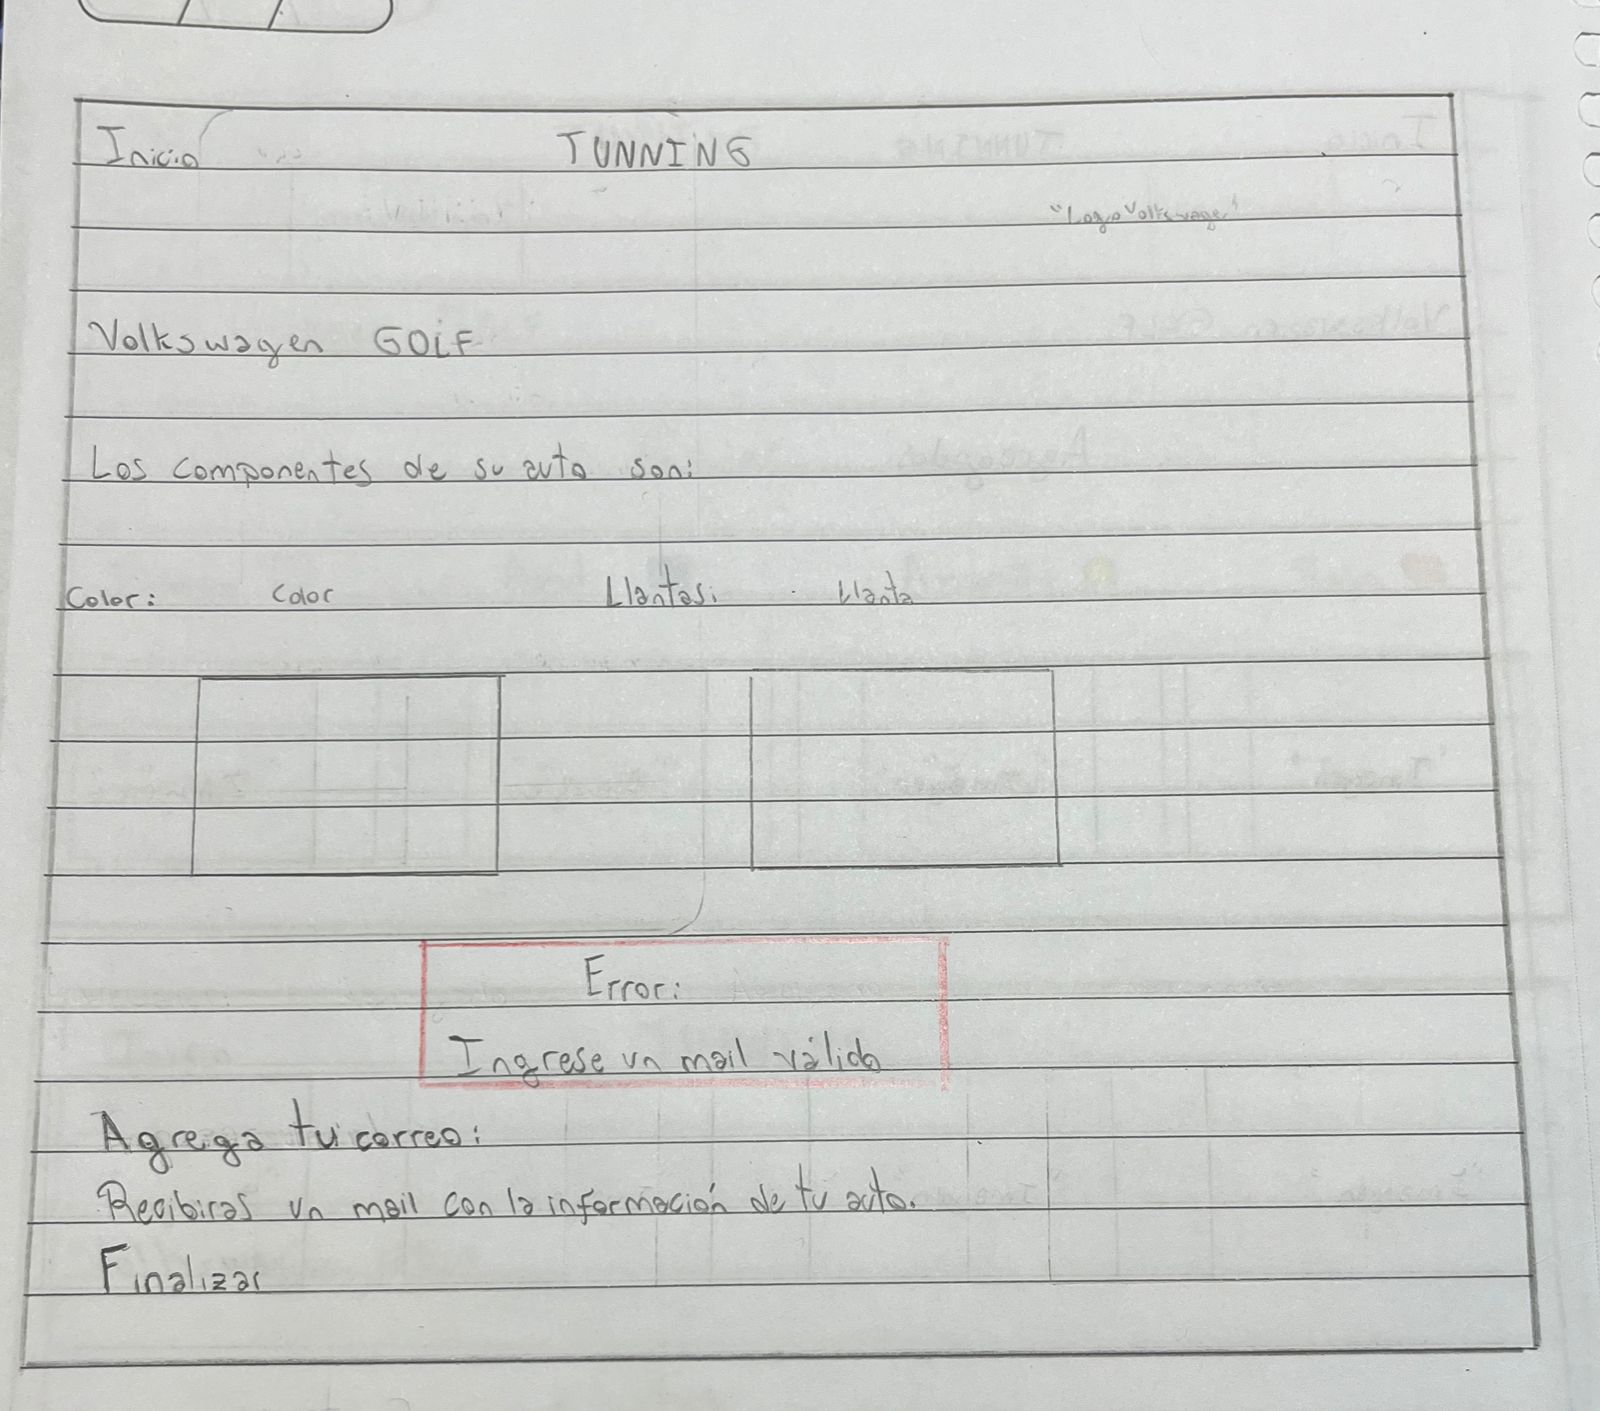 Inicio TUNNING
"Logo Volkswage"
Volkswagen GOLF
Los componentes de su auto son:
Color: Color Llantas: Llanta
Error:
Ingrese un mail válido
Agrega tu correo:
Recibiras un mail con la información de tu auto.
Finalizar